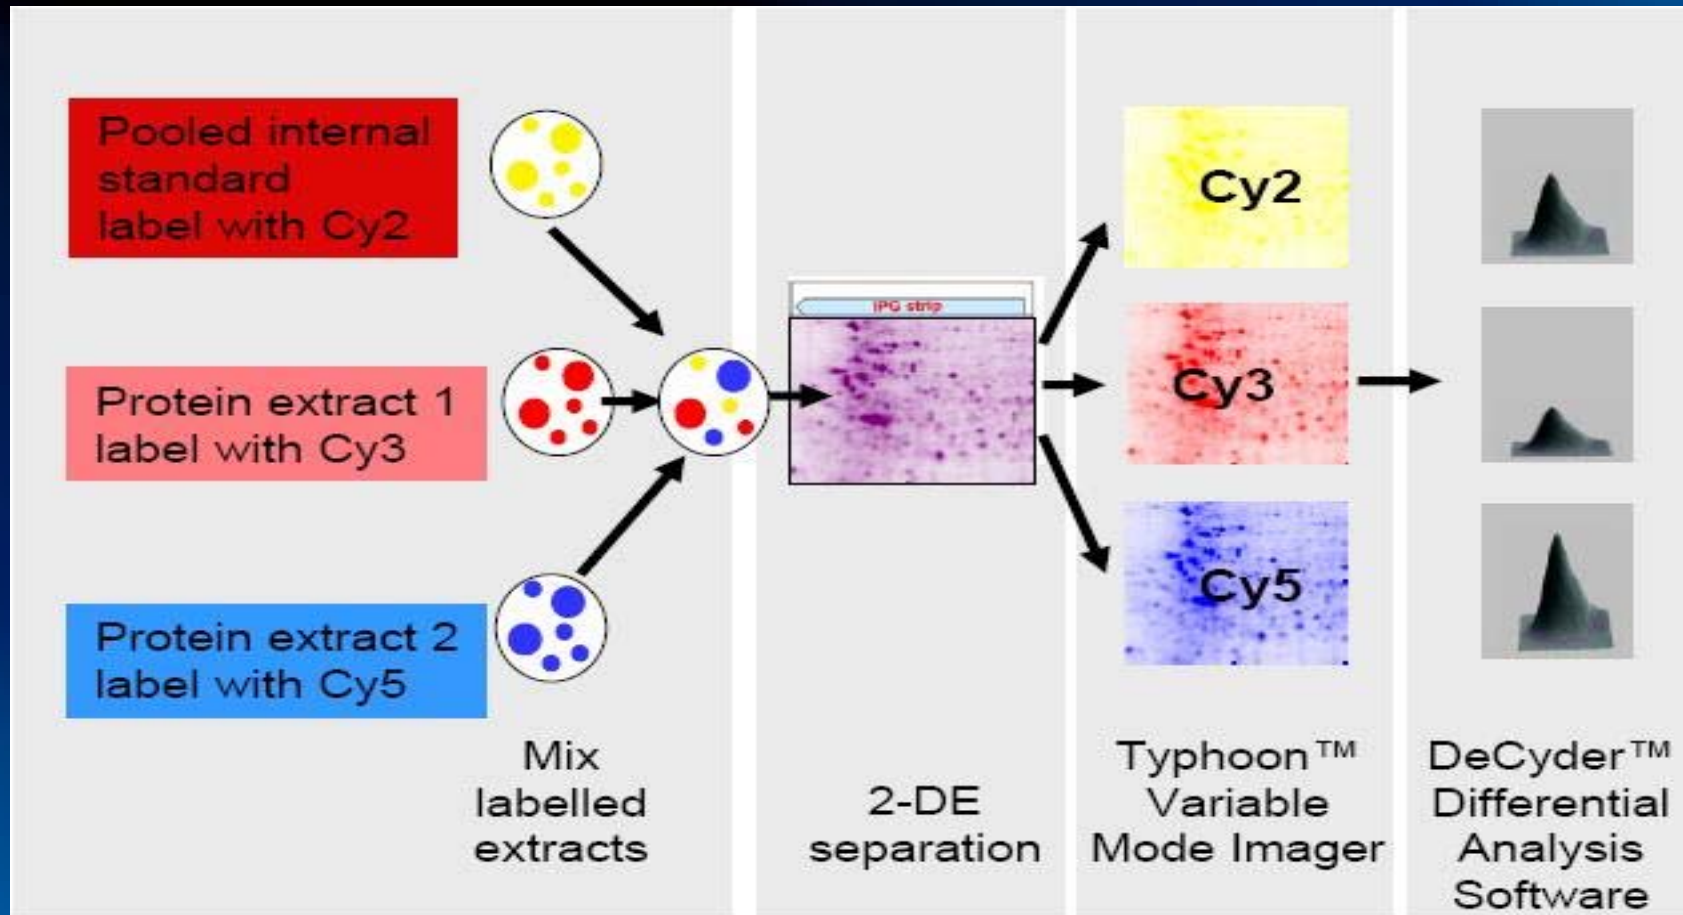 Pooled internal
standard
label with Cy2
Protein extract 1
label with Cy3
Protein extract 2
label with Cy5
Mix
labelled
extracts
IPG strip
2-DE
separation
Cy2
Cy3
Cy5
Typhoon™
Variable
Mode Imager
DeCyder™
Differential
Analysis
Software